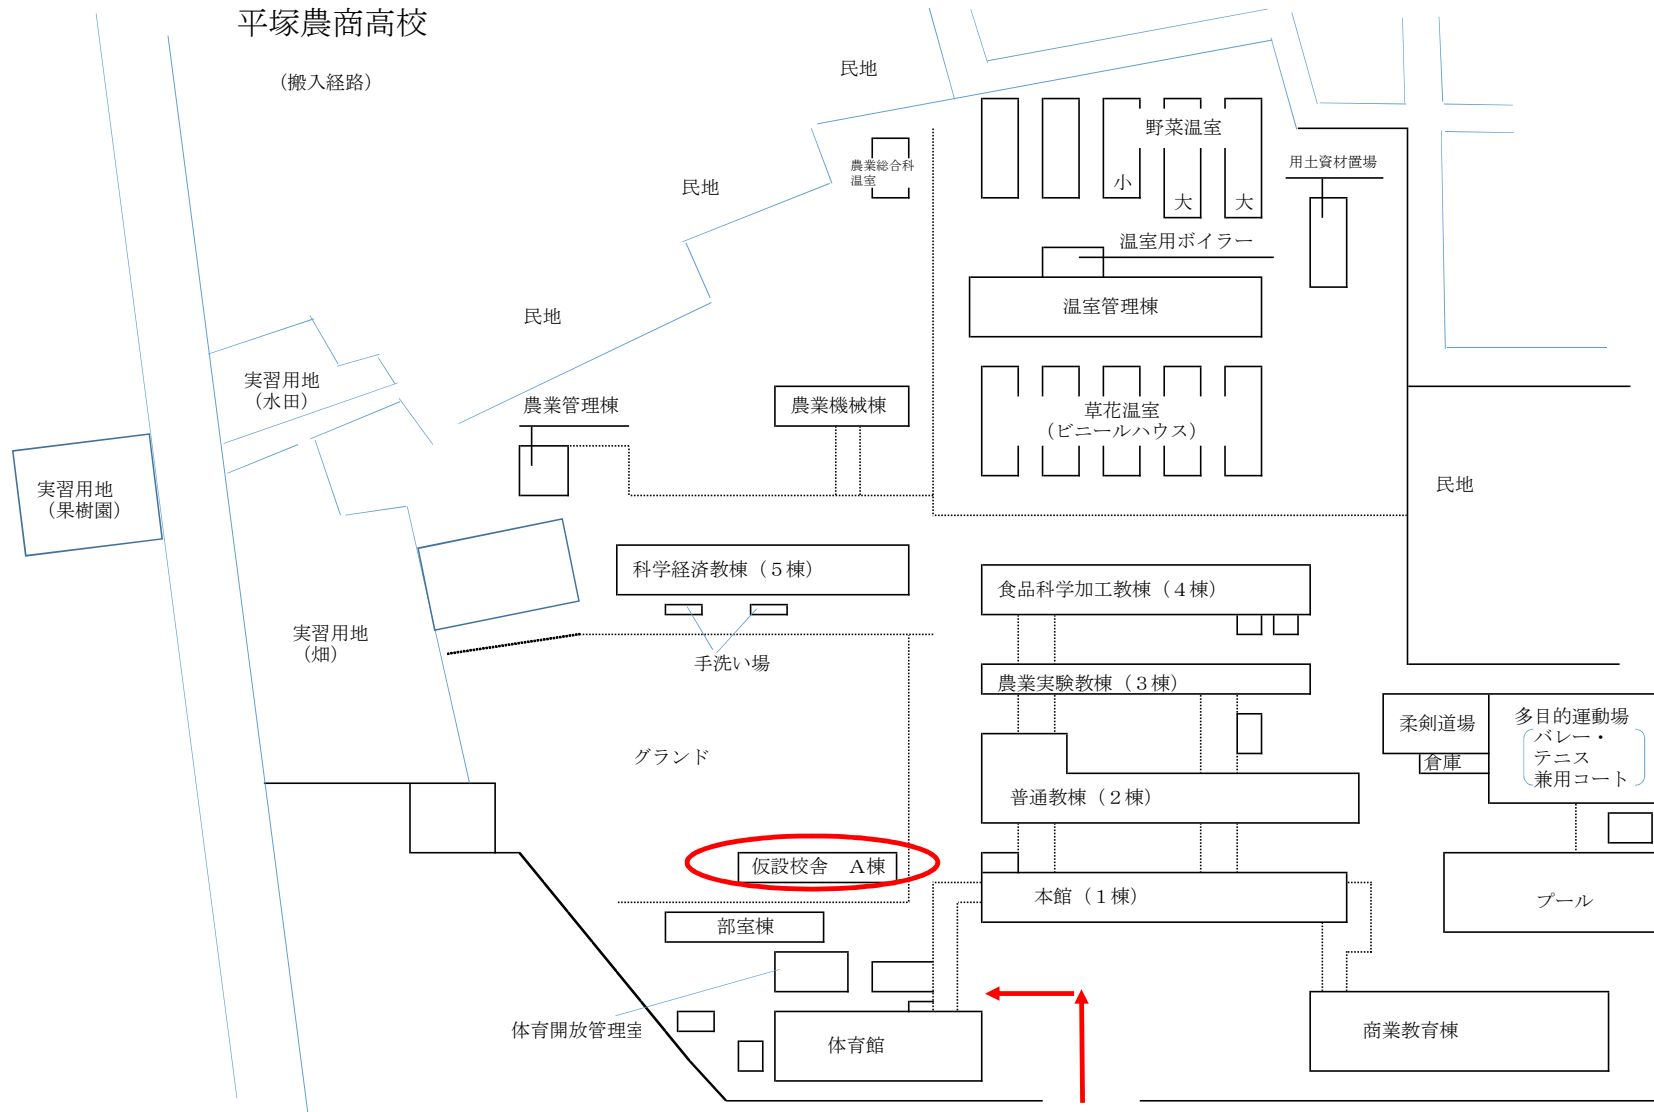 平塚農商高校
（搬入経路）
民地
野菜温室
農業総合科
温室
用土資材置場
民地
小
大
大
温室用ボイラー
温室管理棟
民地
実習用地
（水田）
農業管理棟
農業機械棟
草花温室
（ビニールハウス）
実習用地
（果樹園）
民地
科学経済教棟（５棟）
食品科学加工教棟（４棟）
実習用地
（畑）
手洗い場
農業実験教棟（３棟）
柔剣道場
多目的運動場
バレー・
テニス
兼用コート
倉庫
グランド
普通教棟（２棟）
仮設校舎　A棟
本館（１棟）
プール
部室棟
体育開放管理室
体育館
商業教育棟